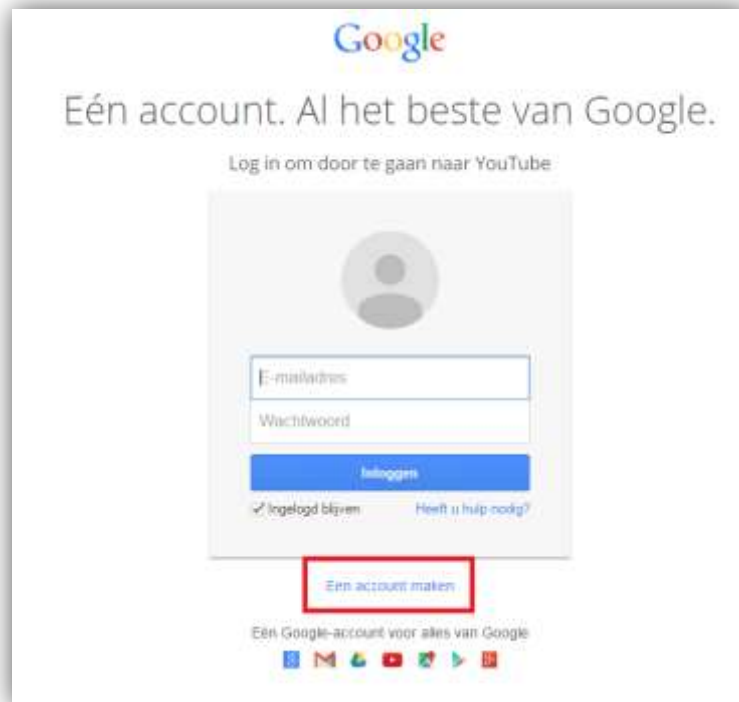 Google
Eén account. Al het beste van Google.
Log in om door te gaan naar YouTube
E-mailadres
Wachtwoord
Inloggen
Ingelogd blijven Heeft u hulp nodig?
Een account maken
Eén Google-account voor alles van Google